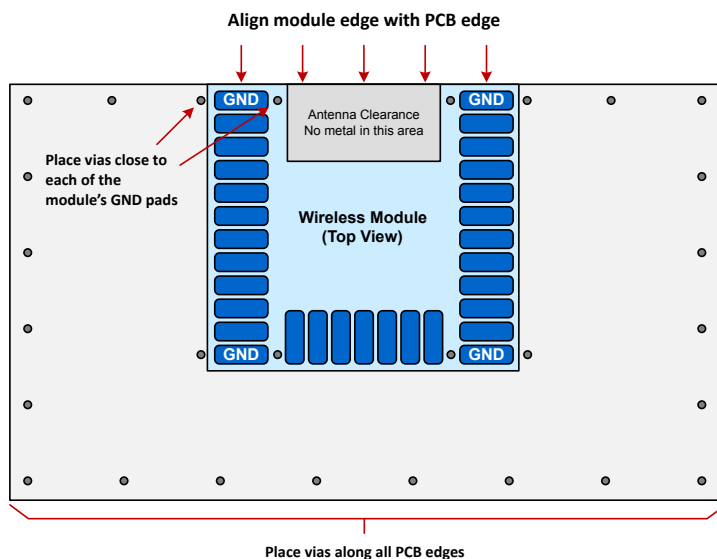 Align module edge with PCB edge
GND
GND
Antenna Clearance
No metal in this area
Place vias close to
each of the
module's GND pads
Wireless Module
(Top View)
GND
GND
Place vias along all PCB edges